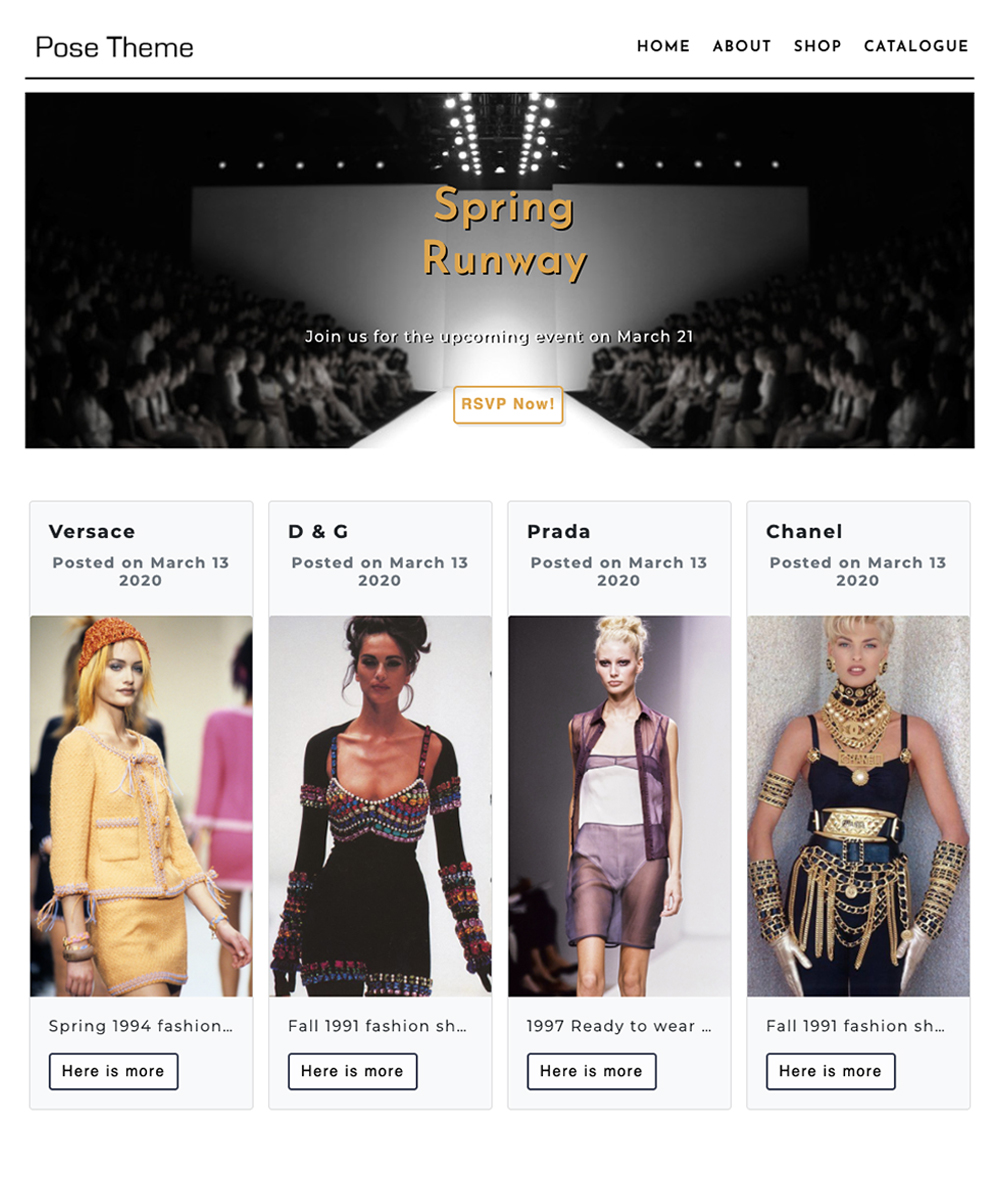 Pose Theme
HOME ABOUT SHOP CATALOGUE
Spring
Runway
Join us for the upcoming event on March 21
RSVP Now!
Versace
Posted on March 13
2020
Spring 1994 fashion...
Here is more
D & G
Posted on March 13
2020
Fall 1991 fashion sh...
Here is more
Prada
Posted on March 13
2020
1997 Ready to wear ...
Here is more
Chanel
Posted on March 13
2020
CHANEL
Fall 1991 fashion sh...
Here is more